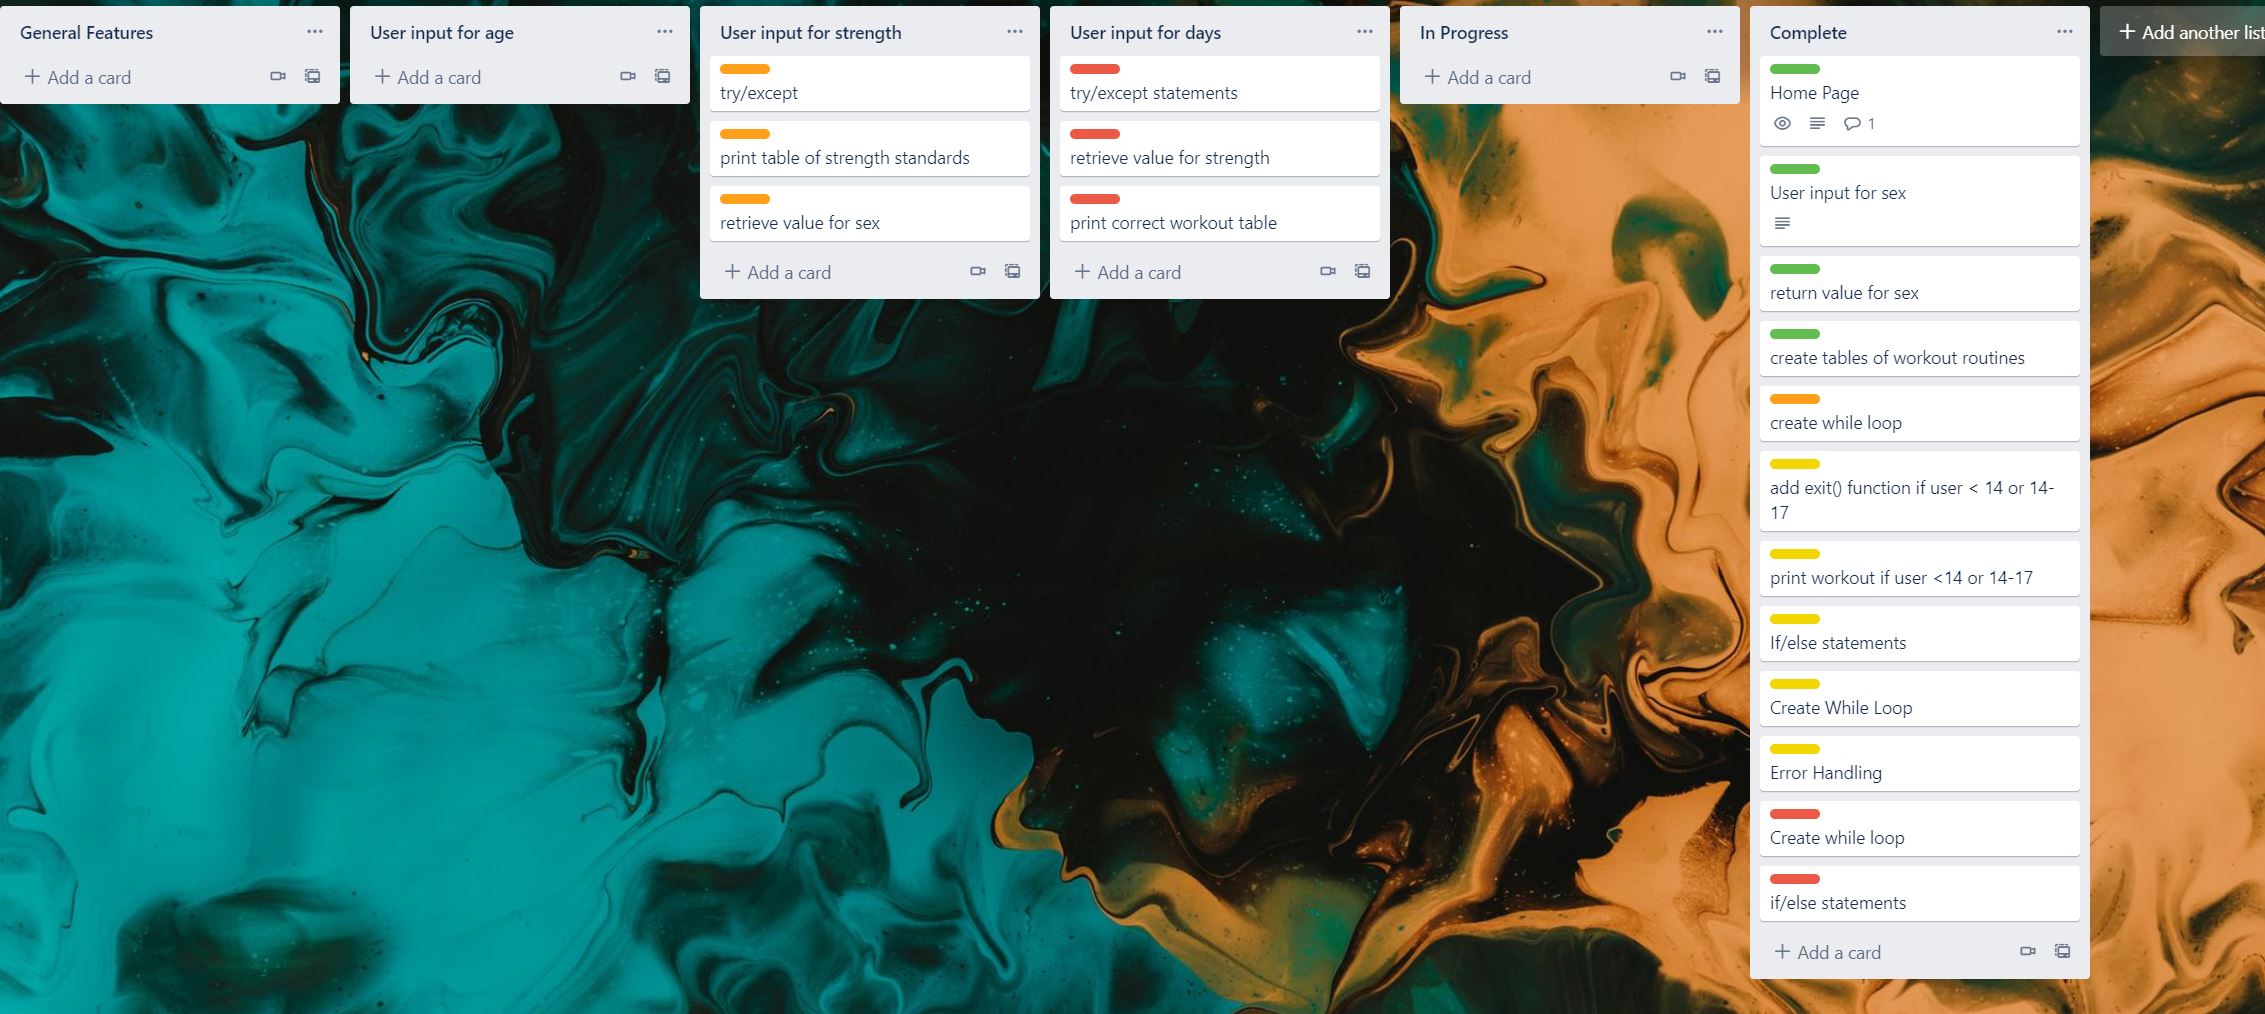 General Features
Add a card
User input for age
Add a card
User input for strength
try/except
print table of strength standards
retrieve value for sex
Add a card
User input for days
try/except statements
retrieve value for strength
print correct workout table
Add a card
In Progress
Add a card
Complete
Home Page
1
User input for sex
return value for sex
create tables of workout routines
create while loop
add exit() function if user < 14 or 14-
17
print workout if user <14 or 14-17
If/else statements
Create While Loop
Error Handling
Create while loop
if/else statements
Add a card
Add another list